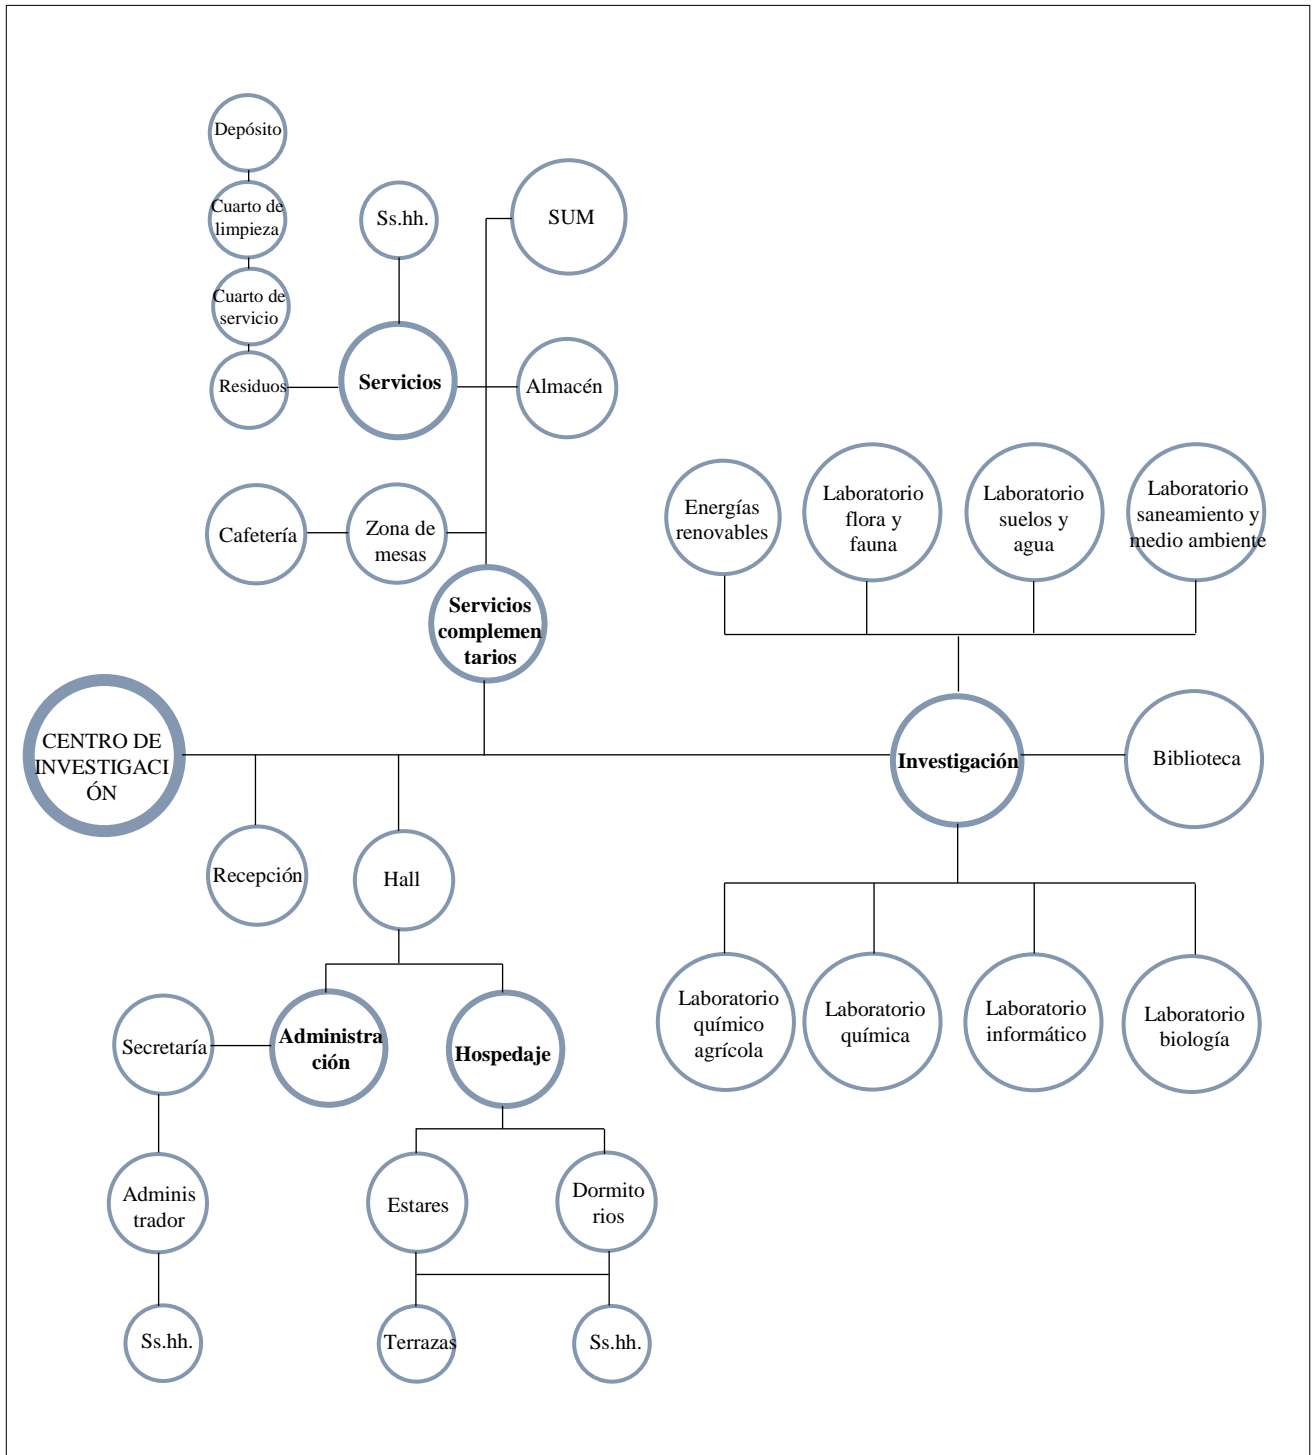 Depósito
Cuarto de
limpieza
Ss.hh.
SUM
Cuarto de
servicio
Residuos
Servicios
Almacén
Cafetería
Zona de
mesas
Energías
renovables
Laboratorio
flora y
fauna
Laboratorio
suelos y
agua
Laboratorio
saneamiento y
medio ambiente
Servicios
complemen
tarios
CENTRO DE
INVESTIGACI
ÓN
Investigación
Biblioteca
Recepción
Hall
Secretaría
Administra
ción
Hospedaje
Laboratorio
químico
agrícola
Laboratorio
química
Laboratorio
informático
Laboratorio
biología
Adminis
trador
Estares
Dormito
rios
Ss.hh.
Terrazas
Ss.hh.